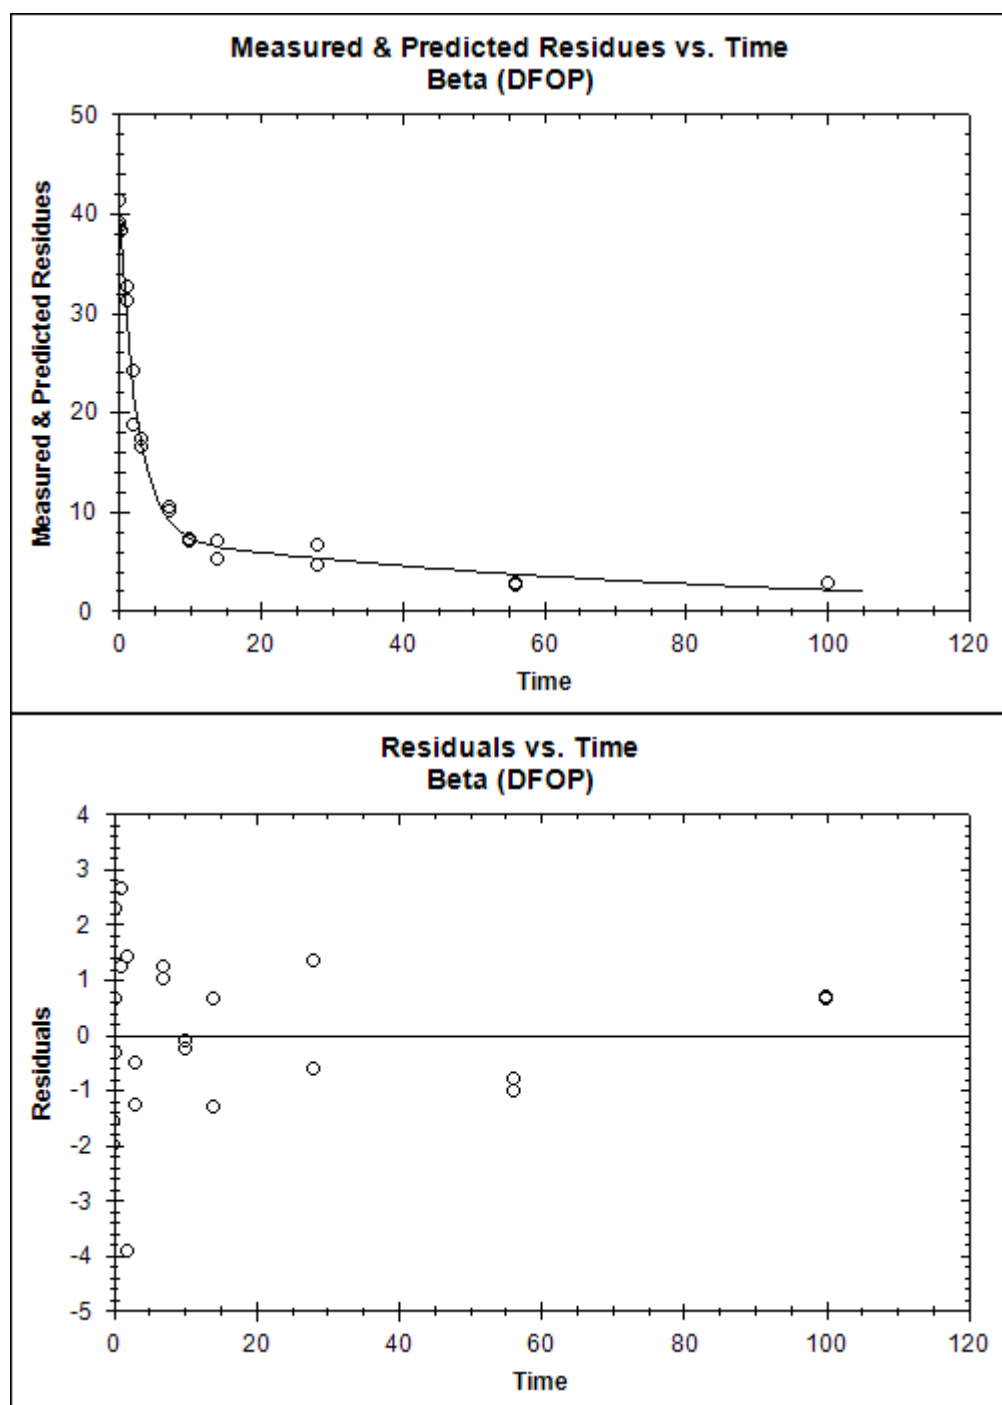 Measured & Predicted Residues vs. Time
Beta (DFOP)
Measured & Predicted Residues
50
40
30
20
10
0
0 20 40 60 80 100 120
Time
Residuals vs. Time
Beta (DFOP)
Residuals
4
3
2
1
0
-1
-2
-3
-4
-5
0 20 40 60 80 100 120
Time